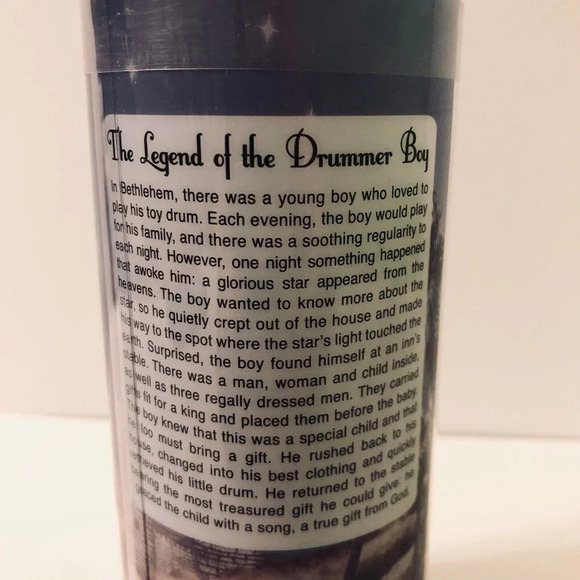 The Legend of the Drummer Boy
In Bethlehem, there was a young boy who loved to
play his toy drum. Each evening, the boy would play
for his family, and there was a soothing regularity to
each night. However, one night something happened
that awoke him: a glorious star appeared from the
heavens. The boy wanted to know more about the
star, so he quietly crept out of the house and made
his way to the spot where the star's light touched the
earth. Surprised, the boy found himself at an inn's
stable. There was a man, woman and child inside,
as well as three regally dressed men. They carried
gifts fit for a king and placed them before the baby.
The boy knew that this was a special child and that
he too must bring a gift. He rushed back to his
house, changed into his best clothing and quickly
retrieved his little drum. He returned to the stable
bearing the most treasured gift he could give: he
graced the child with a song, a true gift from God.